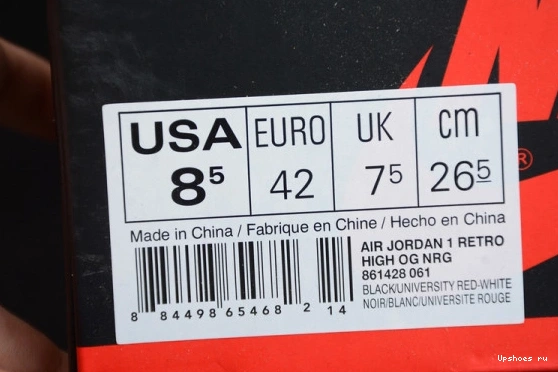 USA EURO UK cm
8⁵ 42 7⁵ 26⁵
Made in China / Fabrique en Chine / Hecho en China
AIR JORDAN 1 RETRO
HIGH OG NRG
861428 061
BLACK/UNIVERSITY RED-WHITE
NOIR/BLANC/UNIVERSITE ROUGE
8 84498 65468 2 14
®
Upshoes ru